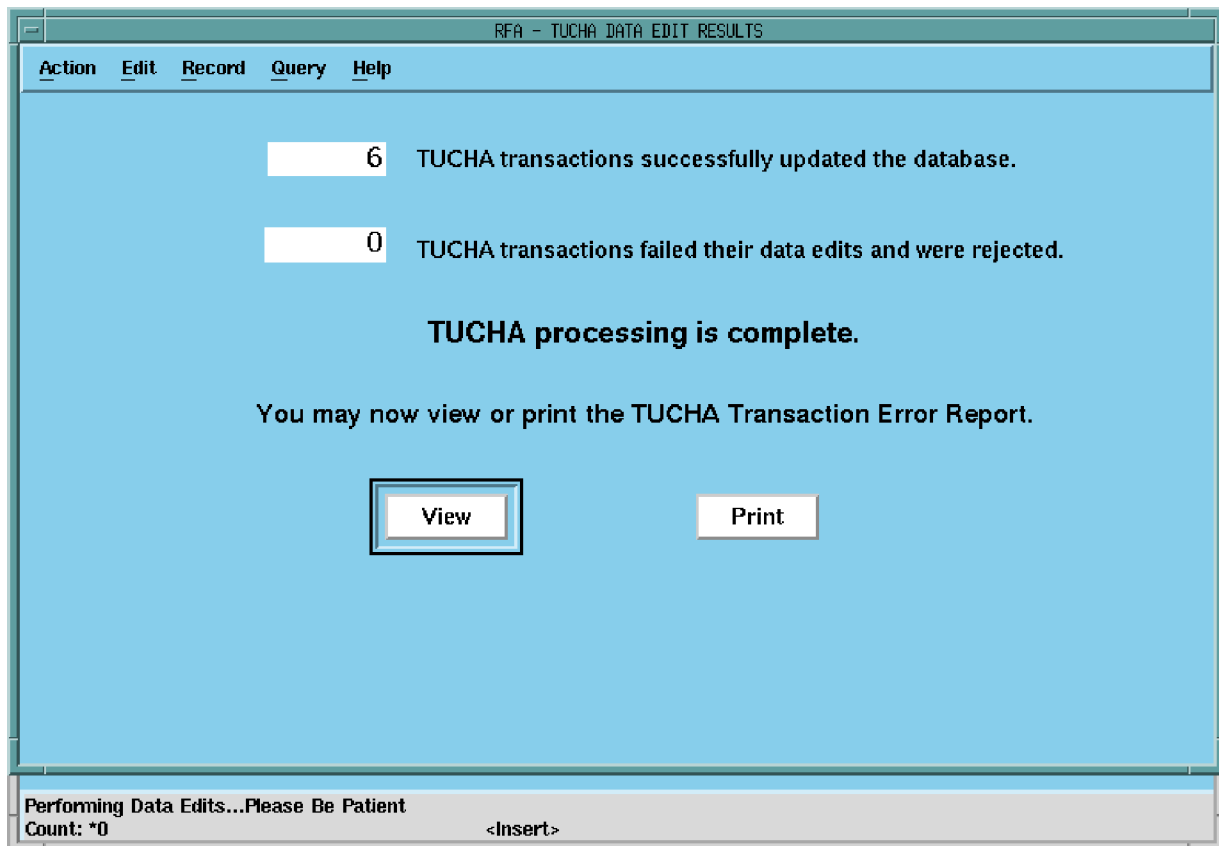 RFA - TUCHA DATA EDIT RESULTS
Action Edit Record Query Help
6 TUCHA transactions successfully updated the database.
0 TUCHA transactions failed their data edits and were rejected.
TUCHA processing is complete.
You may now view or print the TUCHA Transaction Error Report.
View Print
Performing Data Edits...Please Be Patient
Count: *0 <Insert>